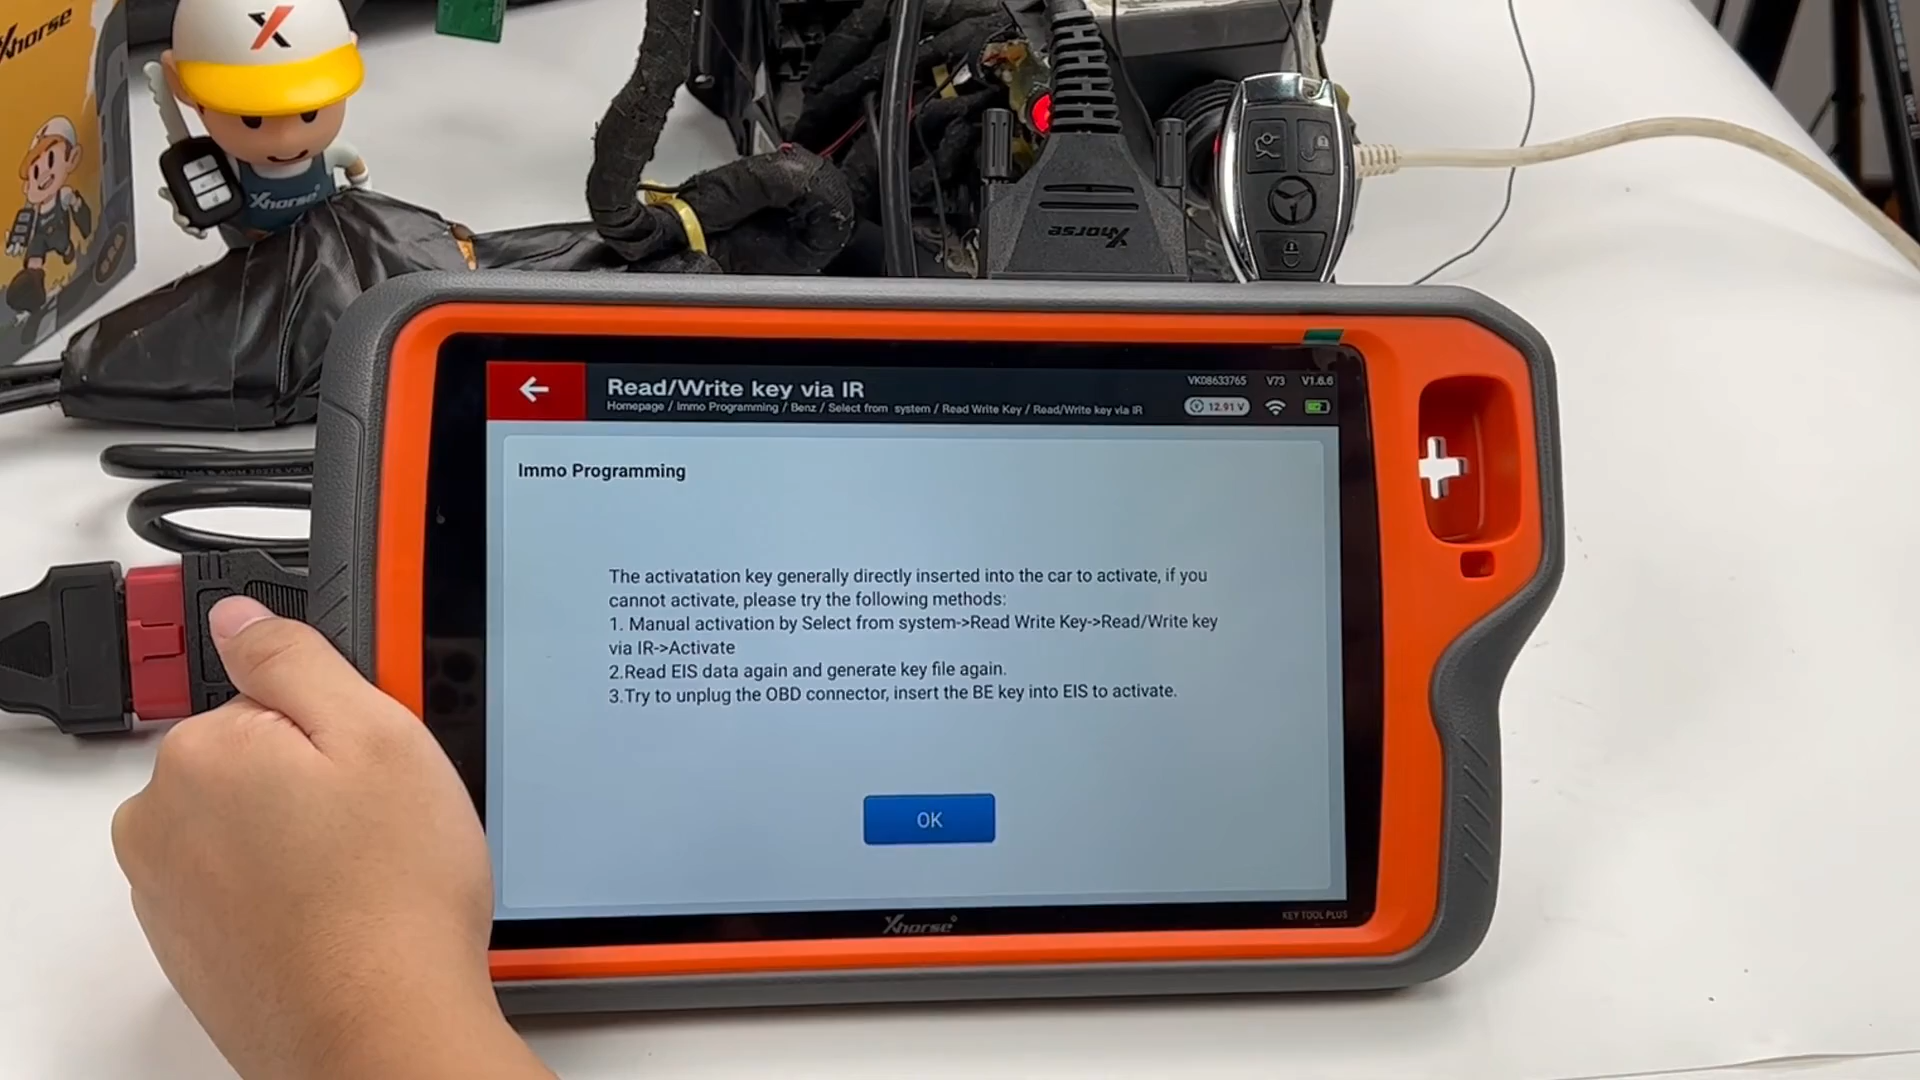 Xhorse
Xhorse
Xhorse
Read/Write key via IR
Homepage / Immo Programming / Benz / Select from system / Read Write Key / Read/Write key via IR
VK08633765 V73 V1.6.6
12.91 V
Immo Programming
The activatation key generally directly inserted into the car to activate, if you
cannot activate, please try the following methods:
1. Manual activation by Select from system->Read Write Key->Read/Write key
via IR->Activate
2.Read EIS data again and generate key file again.
3.Try to unplug the OBD connector, insert the BE key into EIS to activate.
OK
Xhorse
KEY TOOL PLUS